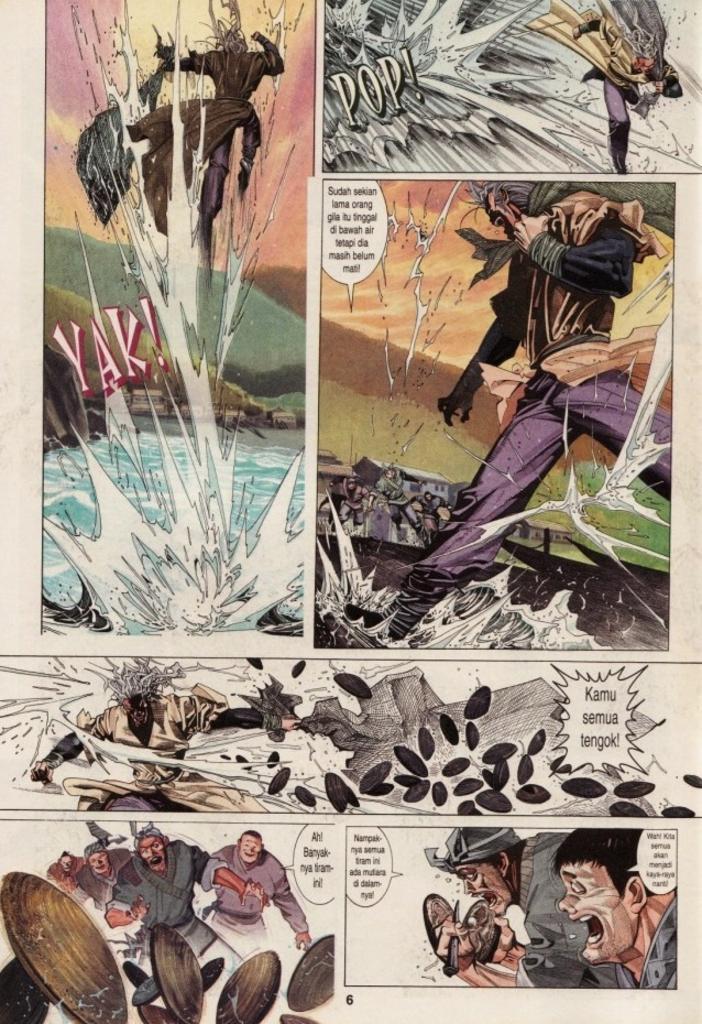 YAK!
POP!
Sudah sekian
lama orang
gila itu tinggal
di bawah air
tetapi dia
masih belum
mati!
Kamu
semua
tengok!
Ah!
Banyak-
nya tiram-
ini!
Nampak-
nya semua
tiram ini
ada mutiara
di dalam-
nya!
Wah! Kita
semua
akan
menjadi
kaya-raya
nanti!
6